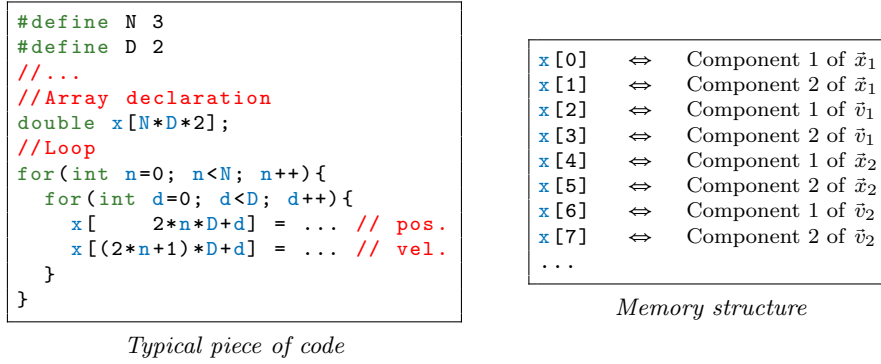 #define N 3
#define D 2
//...
//Array declaration
double x[N*D*2];
//Loop
for(int n=0; n<N; n++){
  for(int d=0; d<D; d++){
    x[     2*n*D+d] = ... // pos.
    x[(2*n+1)*D+d] = ... // vel.
  }
}
Typical piece of code
x[0] ⇔ Component 1 of x⃗₁
x[1] ⇔ Component 2 of x⃗₁
x[2] ⇔ Component 1 of v⃗₁
x[3] ⇔ Component 2 of v⃗₁
x[4] ⇔ Component 1 of x⃗₂
x[5] ⇔ Component 2 of x⃗₂
x[6] ⇔ Component 1 of v⃗₂
x[7] ⇔ Component 2 of v⃗₂
...
Memory structure